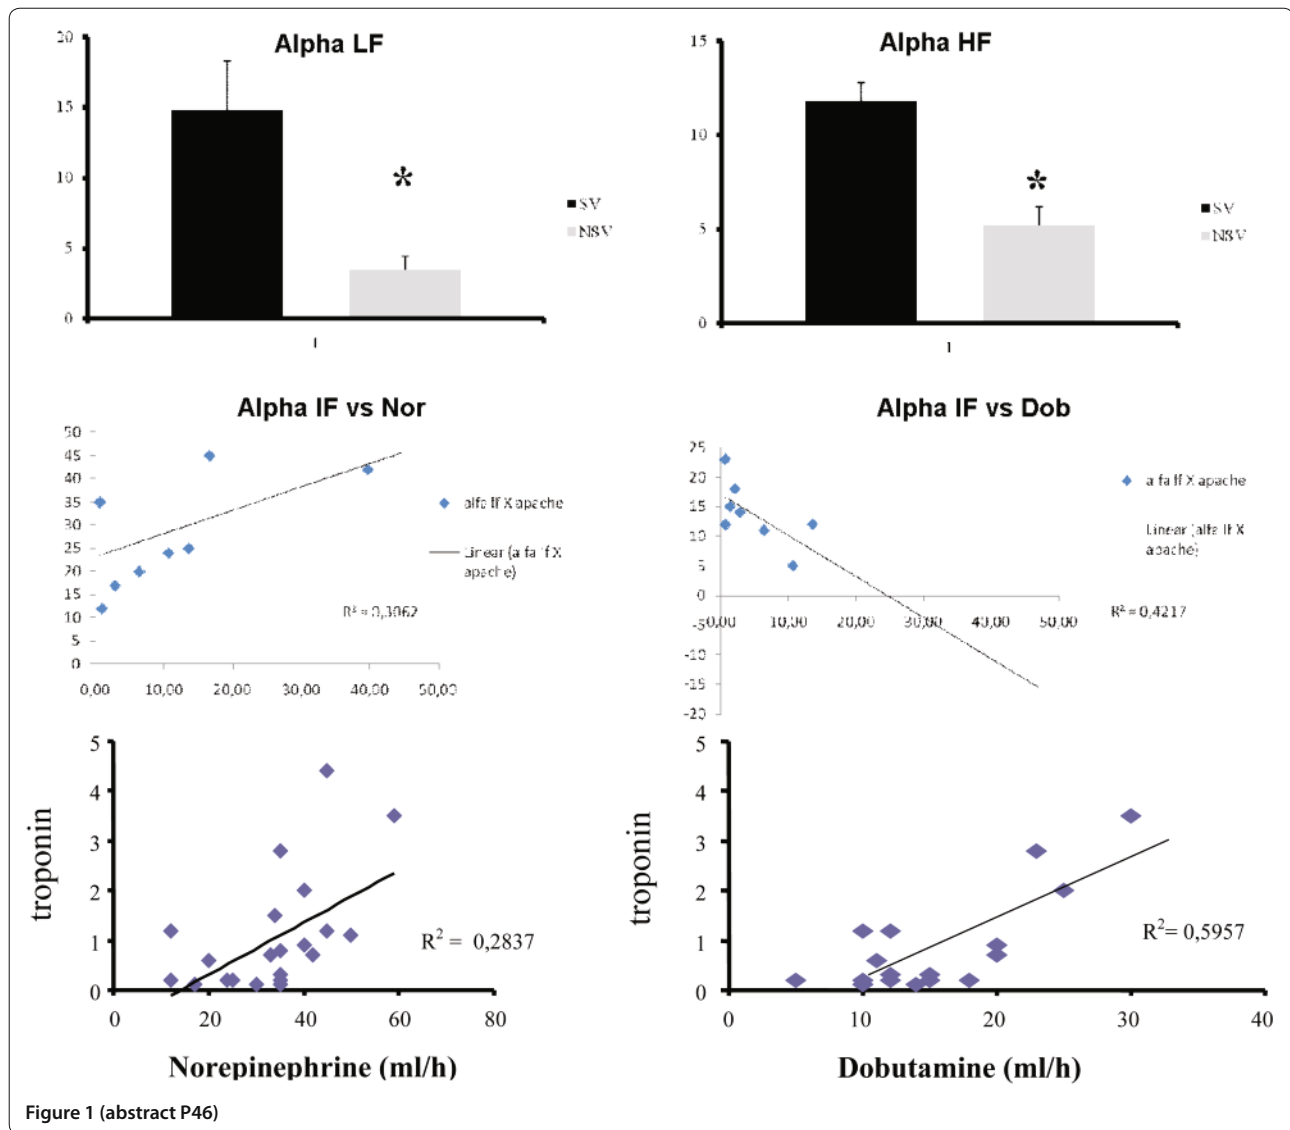 Alpha LF
20
15
10
5
0
*
SV
NSV
1
Alpha HF
15
10
5
0
*
SV
NSV
1
Alpha IF vs Nor
50
45
40
35
30
25
20
15
10
5
0
0,00 10,00 20,00 30,00 40,00 50,00
alfa lf X apache
Linear (alfa lf X
apache)
R² = 0,3062
Alpha IF vs Dob
25
20
15
10
5
0
-5
-10
-15
-20
0,00 10,00 20,00 30,00 40,00 50,00
alfa lf X apache
Linear (alfa lf X
apache)
R² = 0,4217
troponin
5
4
3
2
1
0
0 20 40 60 80
R² = 0,2837
Norepinephrine (ml/h)
troponin
5
4
3
2
1
0
0 10 20 30 40
R²= 0,5957
Dobutamine (ml/h)
Figure 1 (abstract P46)